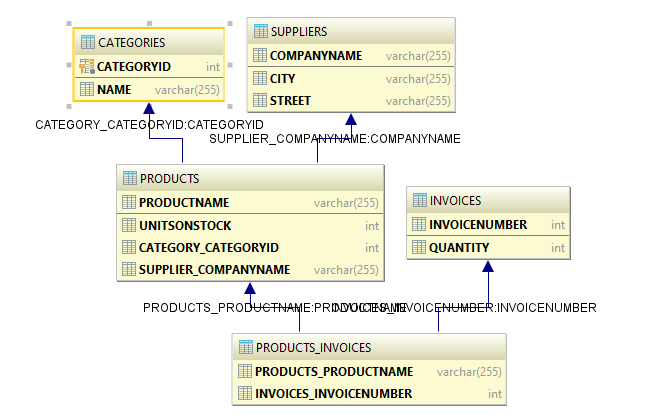 CATEGORIES
CATEGORYID int
NAME varchar(255)
SUPPLIERS
COMPANYNAME varchar(255)
CITY varchar(255)
STREET varchar(255)
CATEGORY_CATEGORYID:CATEGORYID
SUPPLIER_COMPANYNAME:COMPANYNAME
PRODUCTS
PRODUCTNAME varchar(255)
UNITSONSTOCK int
CATEGORY_CATEGORYID int
SUPPLIER_COMPANYNAME varchar(255)
INVOICES
INVOICENUMBER int
QUANTITY int
PRODUCTS_PRODUCTNAME:PRODUCTNAME
INVOICES_INVOICENUMBER:INVOICENUMBER
PRODUCTS_INVOICES
PRODUCTS_PRODUCTNAME varchar(255)
INVOICES_INVOICENUMBER int